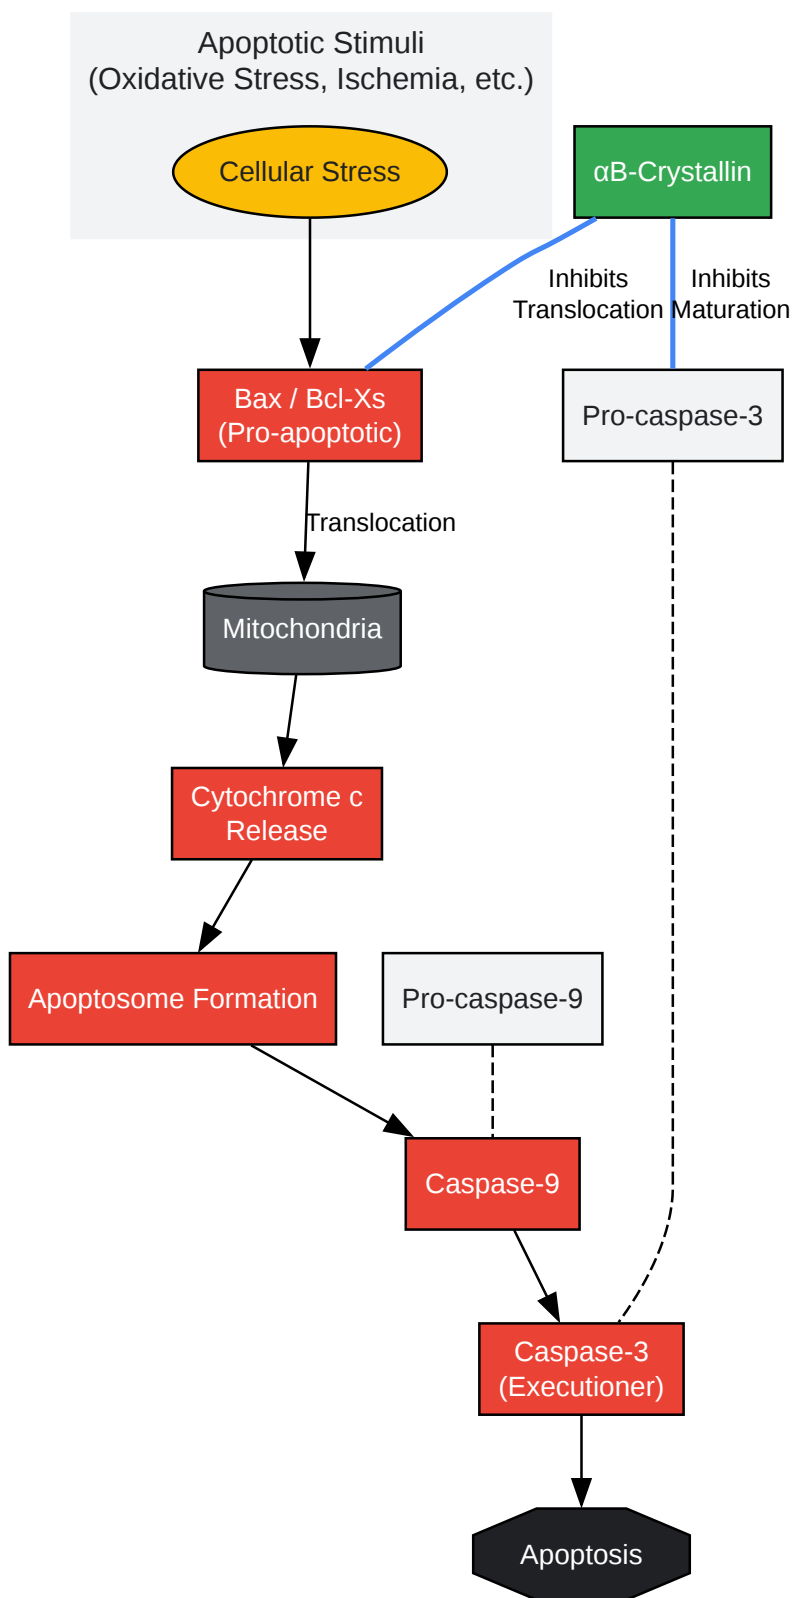 Apoptotic Stimuli
(Oxidative Stress, Ischemia, etc.)
Cellular Stress
αB-Crystallin
Inhibits
Translocation
Inhibits
Maturation
Bax / Bcl-Xs
(Pro-apoptotic)
Pro-caspase-3
Translocation
Mitochondria
Cytochrome c
Release
Apoptosome Formation
Pro-caspase-9
Caspase-9
Caspase-3
(Executioner)
Apoptosis